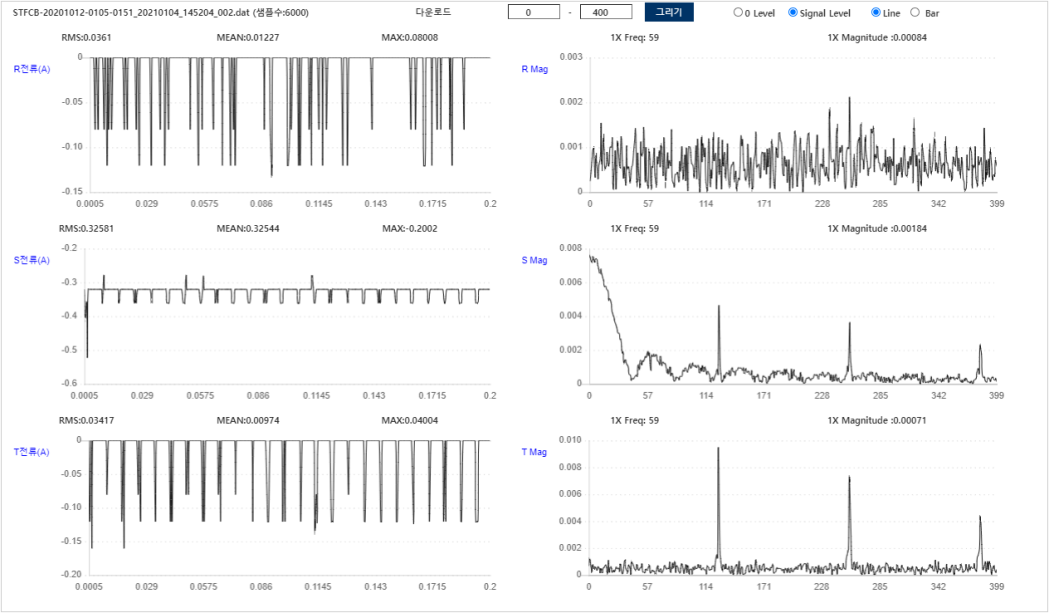 STFCB-20201012-0105-0151_20210104_145204_002.dat (샘플수:6000) 다운로드 0 - 400 그리기 0 Level Signal Level Line Bar
RMS:0.0361 MEAN:0.01227 MAX:0.08008 1X Freq: 59 1X Magnitude :0.00084
R전류(A) R Mag
0 -0.05 -0.10 -0.15
0.0005 0.029 0.0575 0.086 0.1145 0.143 0.1715 0.2
0.003 0.002 0.001 0
0 57 114 171 228 285 342 399
RMS:0.32581 MEAN:0.32544 MAX:-0.2002 1X Freq: 59 1X Magnitude :0.00184
S전류(A) S Mag
-0.2 -0.3 -0.4 -0.5 -0.6
0.0005 0.029 0.0575 0.086 0.1145 0.143 0.1715 0.2
0.008 0.006 0.004 0.002 0
0 57 114 171 228 285 342 399
RMS:0.03417 MEAN:0.00974 MAX:0.04004 1X Freq: 59 1X Magnitude :0.00071
T전류(A) T Mag
0 -0.05 -0.10 -0.15 -0.20
0.0005 0.029 0.0575 0.086 0.1145 0.143 0.1715 0.2
0.010 0.008 0.006 0.004 0.002 0
0 57 114 171 228 285 342 399